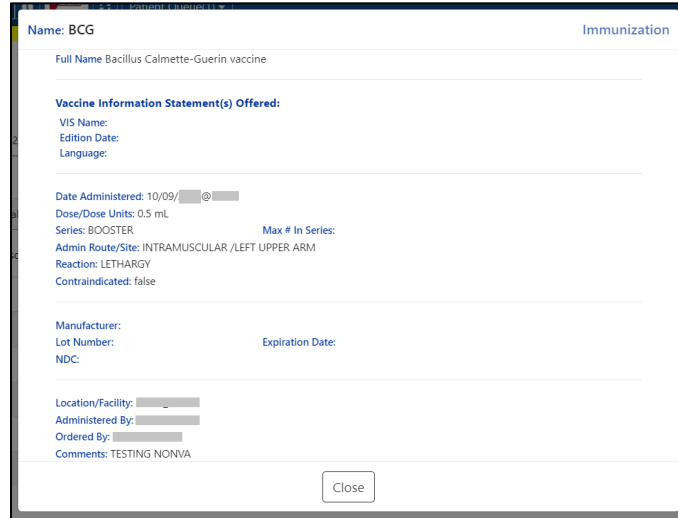 Patient Queue(1)
Name: BCG Immunization
Full Name Bacillus Calmette-Guerin vaccine
Vaccine Information Statement(s) Offered:
VIS Name:
Edition Date:
Language:
Date Administered: 10/09/ @
Dose/Dose Units: 0.5 mL
Series: BOOSTER Max # In Series:
Admin Route/Site: INTRAMUSCULAR /LEFT UPPER ARM
Reaction: LETHARGY
Contraindicated: false
Manufacturer:
Lot Number: Expiration Date:
NDC:
Location/Facility:
Administered By:
Ordered By:
Comments: TESTING NONVA
Close